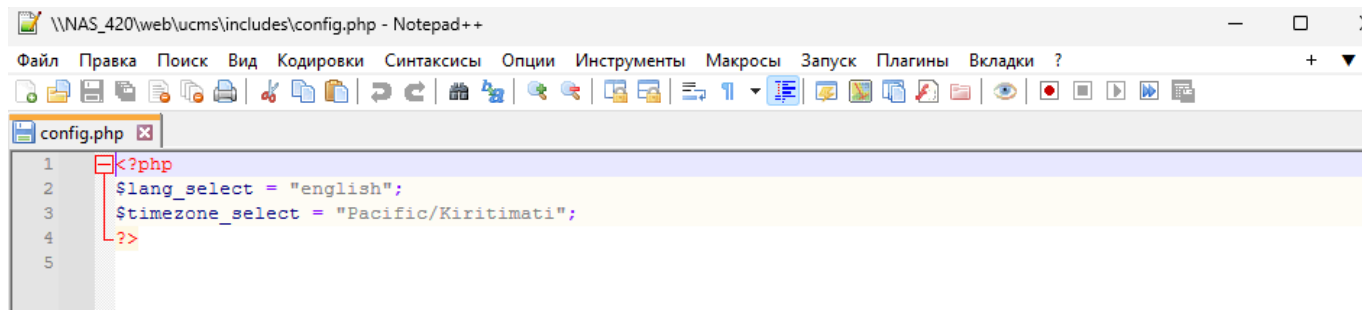 \\NAS_420\web\ucms\includes\config.php - Notepad++
Файл Правка Поиск Вид Кодировки Синтаксисы Опции Инструменты Макросы Запуск Плагины Вкладки ?
config.php
1 <?php
2 $lang_select = "english";
3 $timezone_select = "Pacific/Kiritimati";
4 ?>
5